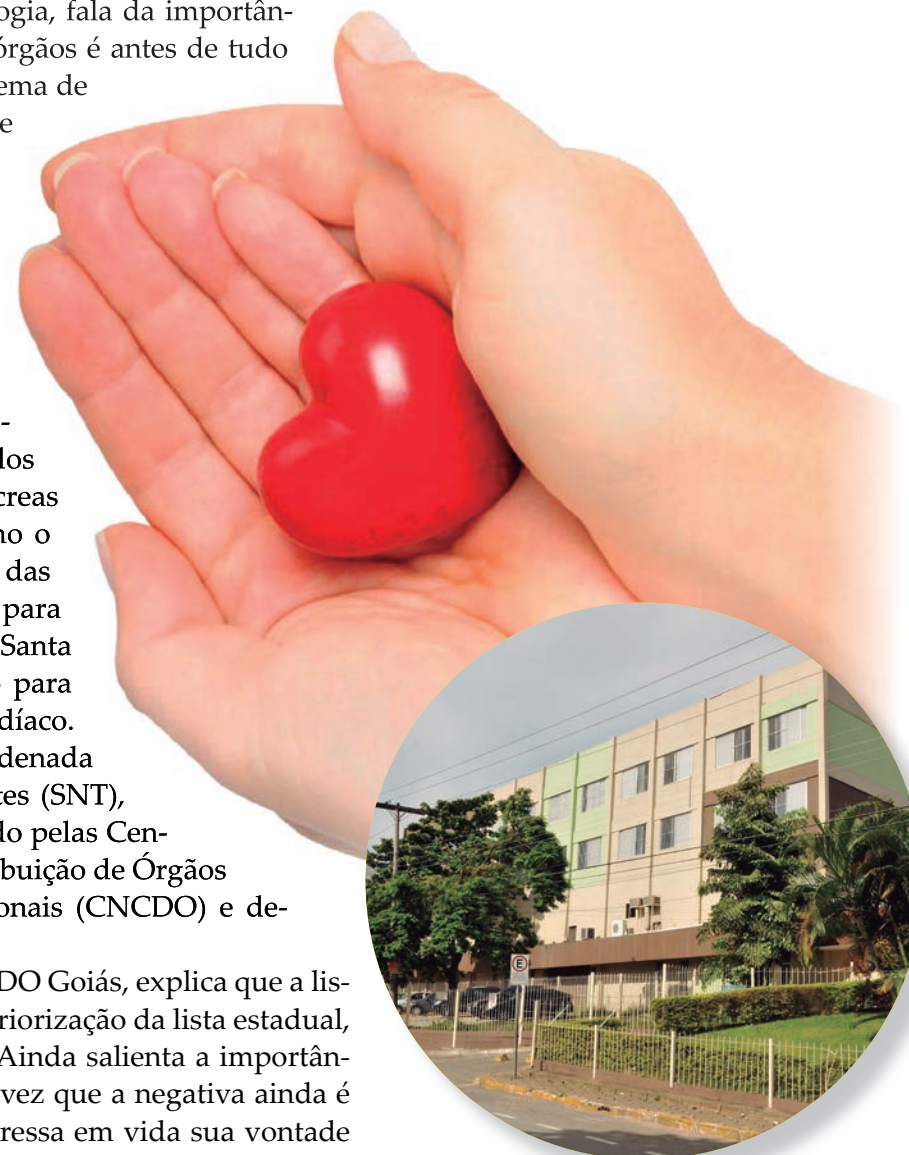 ogia, fala da importân-
órgãos é antes de tudo
ema de
e
-
los
creas
no o
das
para
Santa
para
díaco.
denada
tes (SNT),
do pelas Cen-
ibuição de Órgãos
onais (CNCDO) e de-
DO Goiás, explica que a lis-
riorização da lista estadual,
Ainda salienta a importân-
vez que a negativa ainda é
ressa em vida sua vontade
E